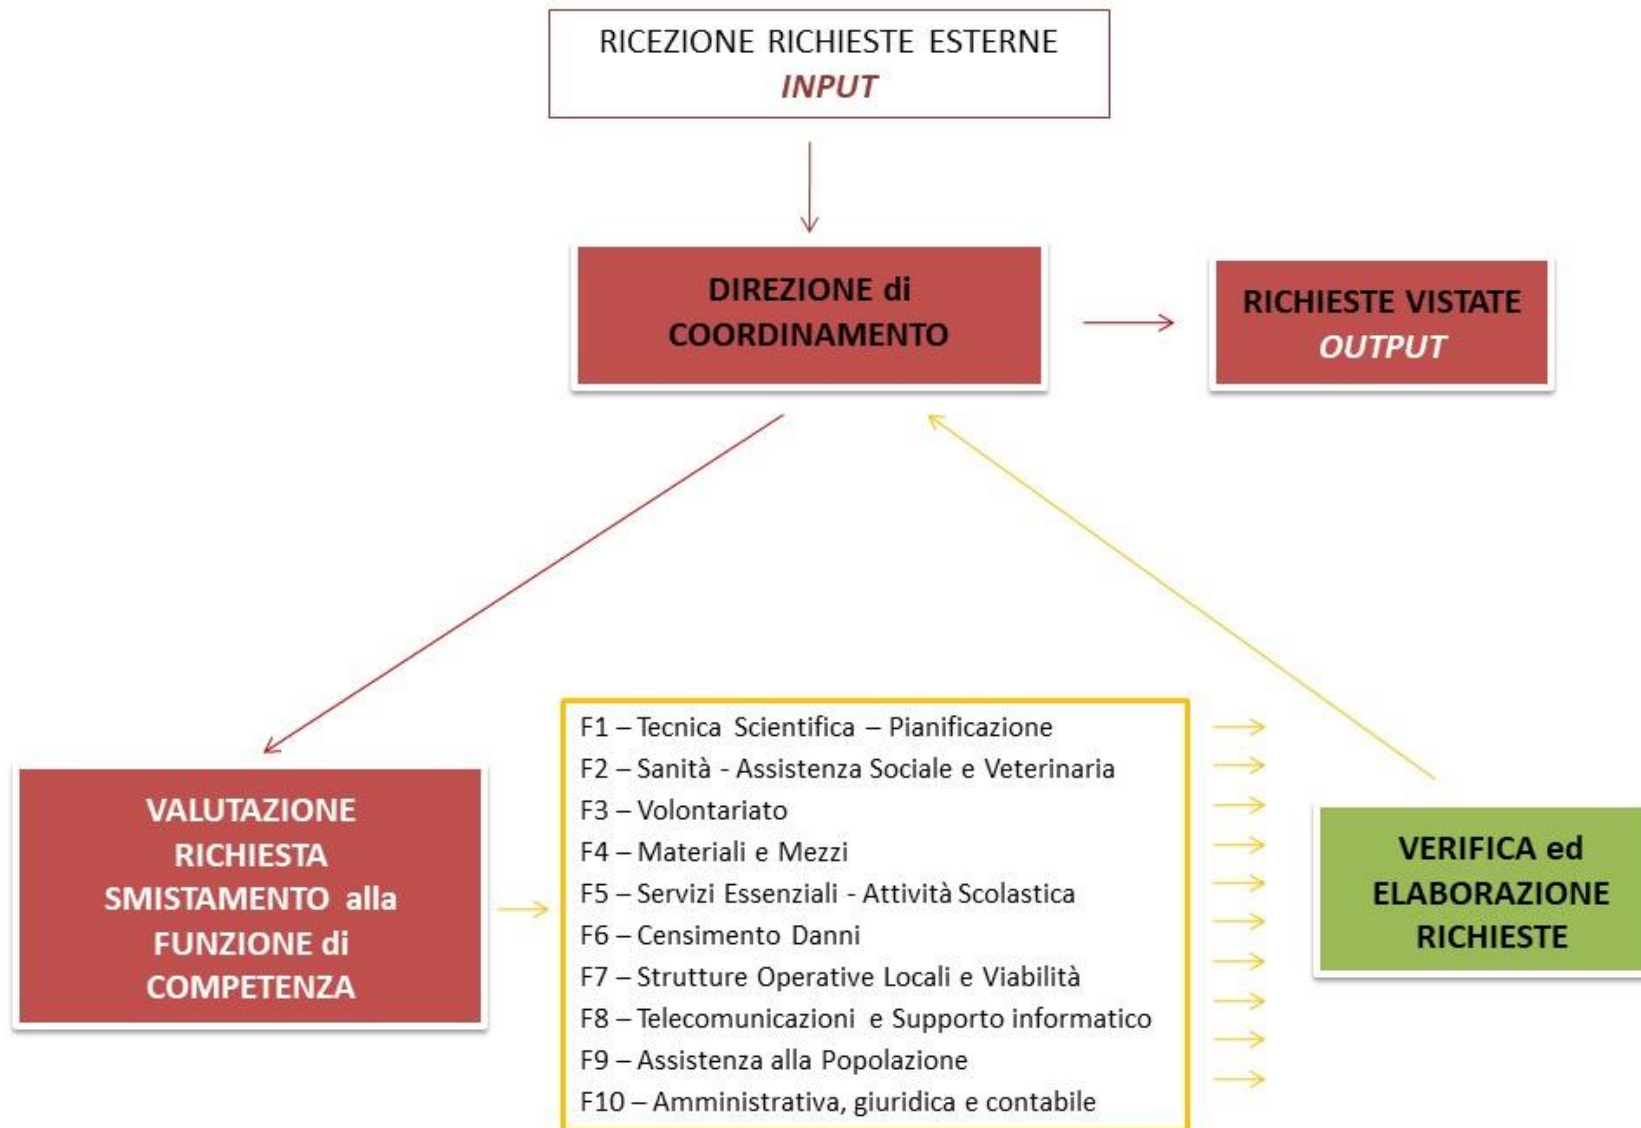 RICEZIONE RICHIESTE ESTERNE
INPUT
DIREZIONE di
COORDINAMENTO
RICHIESTE VISTATE
OUTPUT
VALUTAZIONE
RICHIESTA
SMISTAMENTO alla
FUNZIONE di
COMPETENZA
F1 – Tecnica Scientifica – Pianificazione
F2 – Sanità - Assistenza Sociale e Veterinaria
F3 – Volontariato
F4 – Materiali e Mezzi
F5 – Servizi Essenziali - Attività Scolastica
F6 – Censimento Danni
F7 – Strutture Operative Locali e Viabilità
F8 – Telecomunicazioni e Supporto informatico
F9 – Assistenza alla Popolazione
F10 – Amministrativa, giuridica e contabile
VERIFICA ed
ELABORAZIONE
RICHIESTE